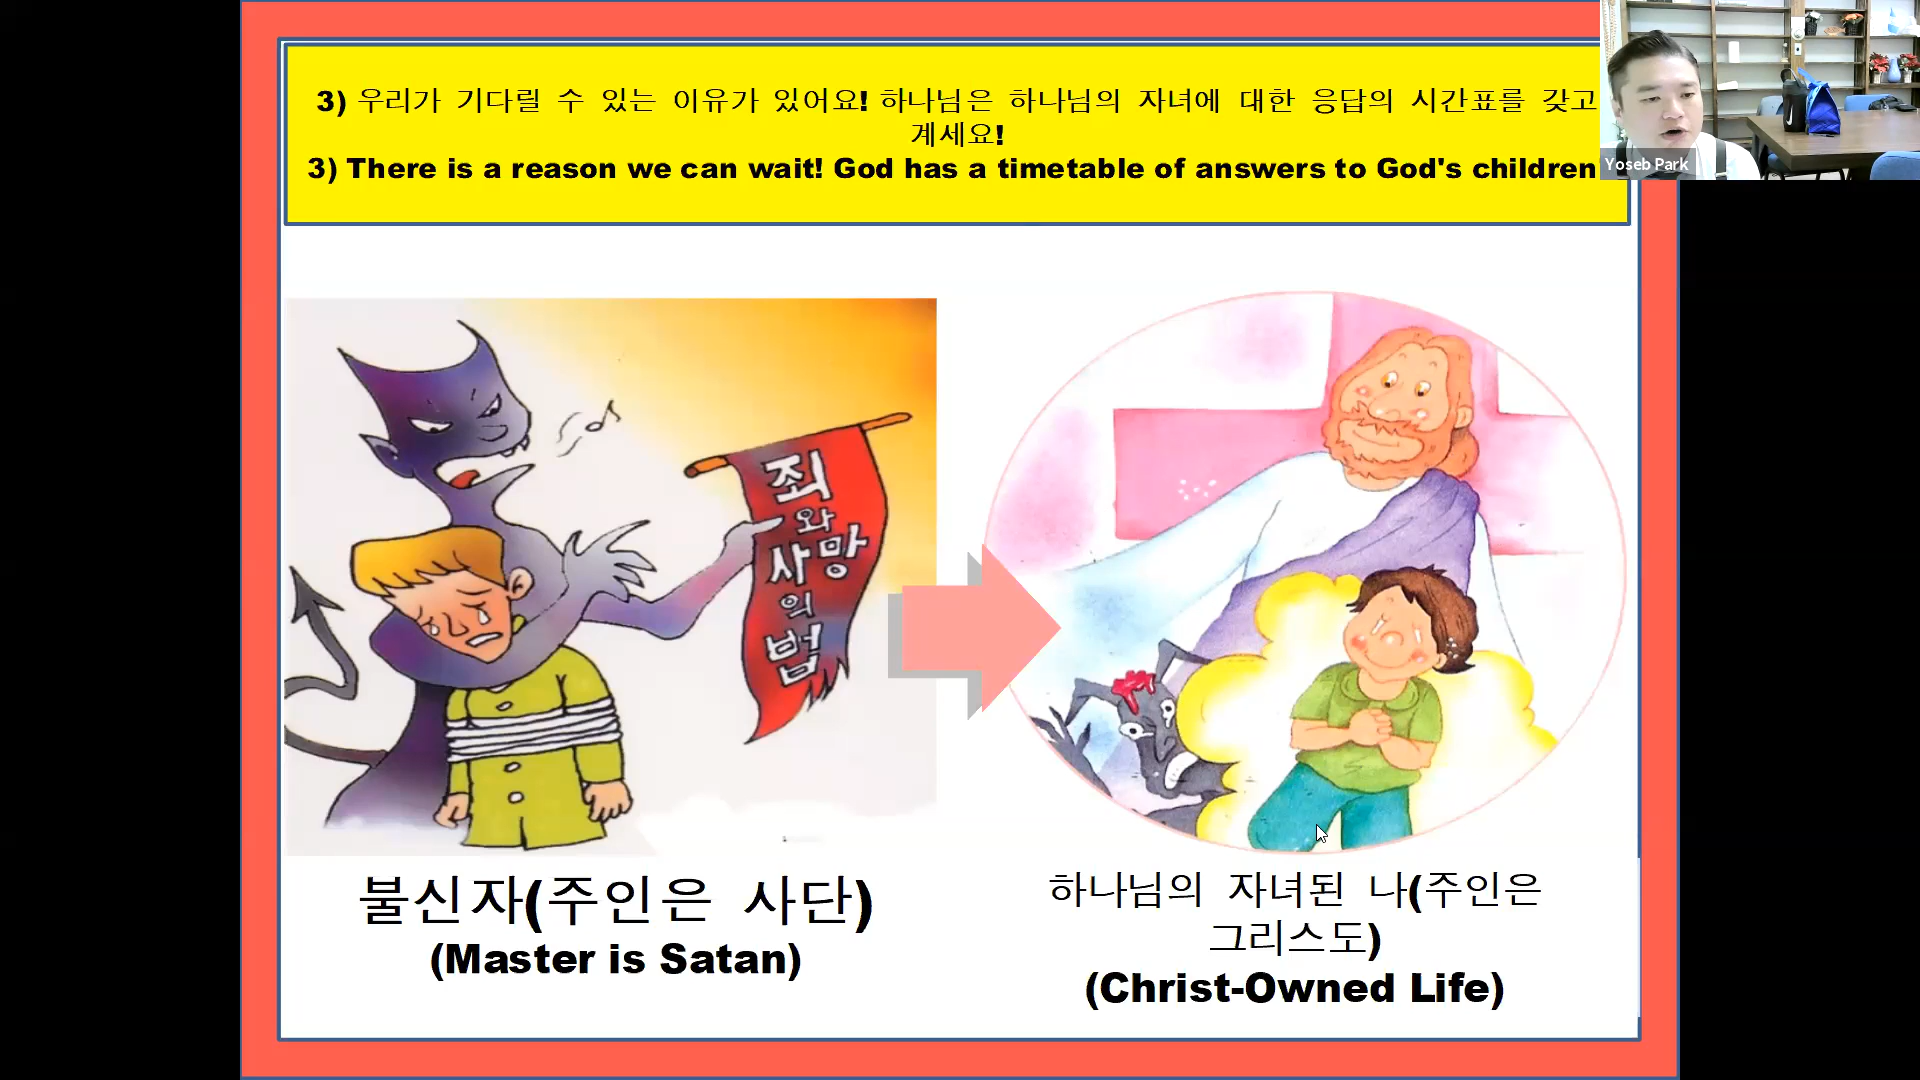 3) 우리가 기다릴 수 있는 이유가 있어요! 하나님은 하나님의 자녀에 대한 응답의 시간표를 갖고
계세요!
3) There is a reason we can wait! God has a timetable of answers to God's children
Yoseb Park
죄
와
사망
의
법
불신자(주인은 사단)
(Master is Satan)
하나님의 자녀된 나(주인은
그리스도)
(Christ-Owned Life)